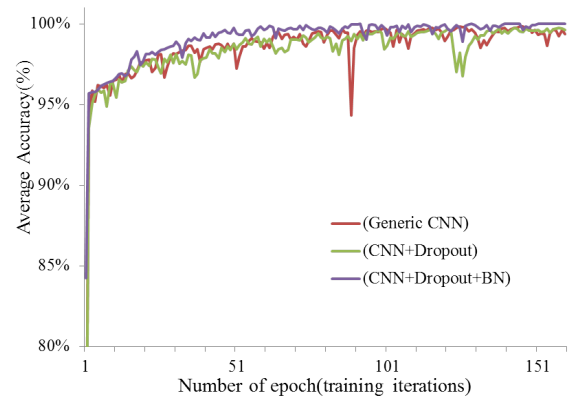 100%
95%
90%
85%
80%
Average Accuracy(%)
(Generic CNN)
(CNN+Dropout)
(CNN+Dropout+BN)
1
51
101
151
Number of epoch(training iterations)